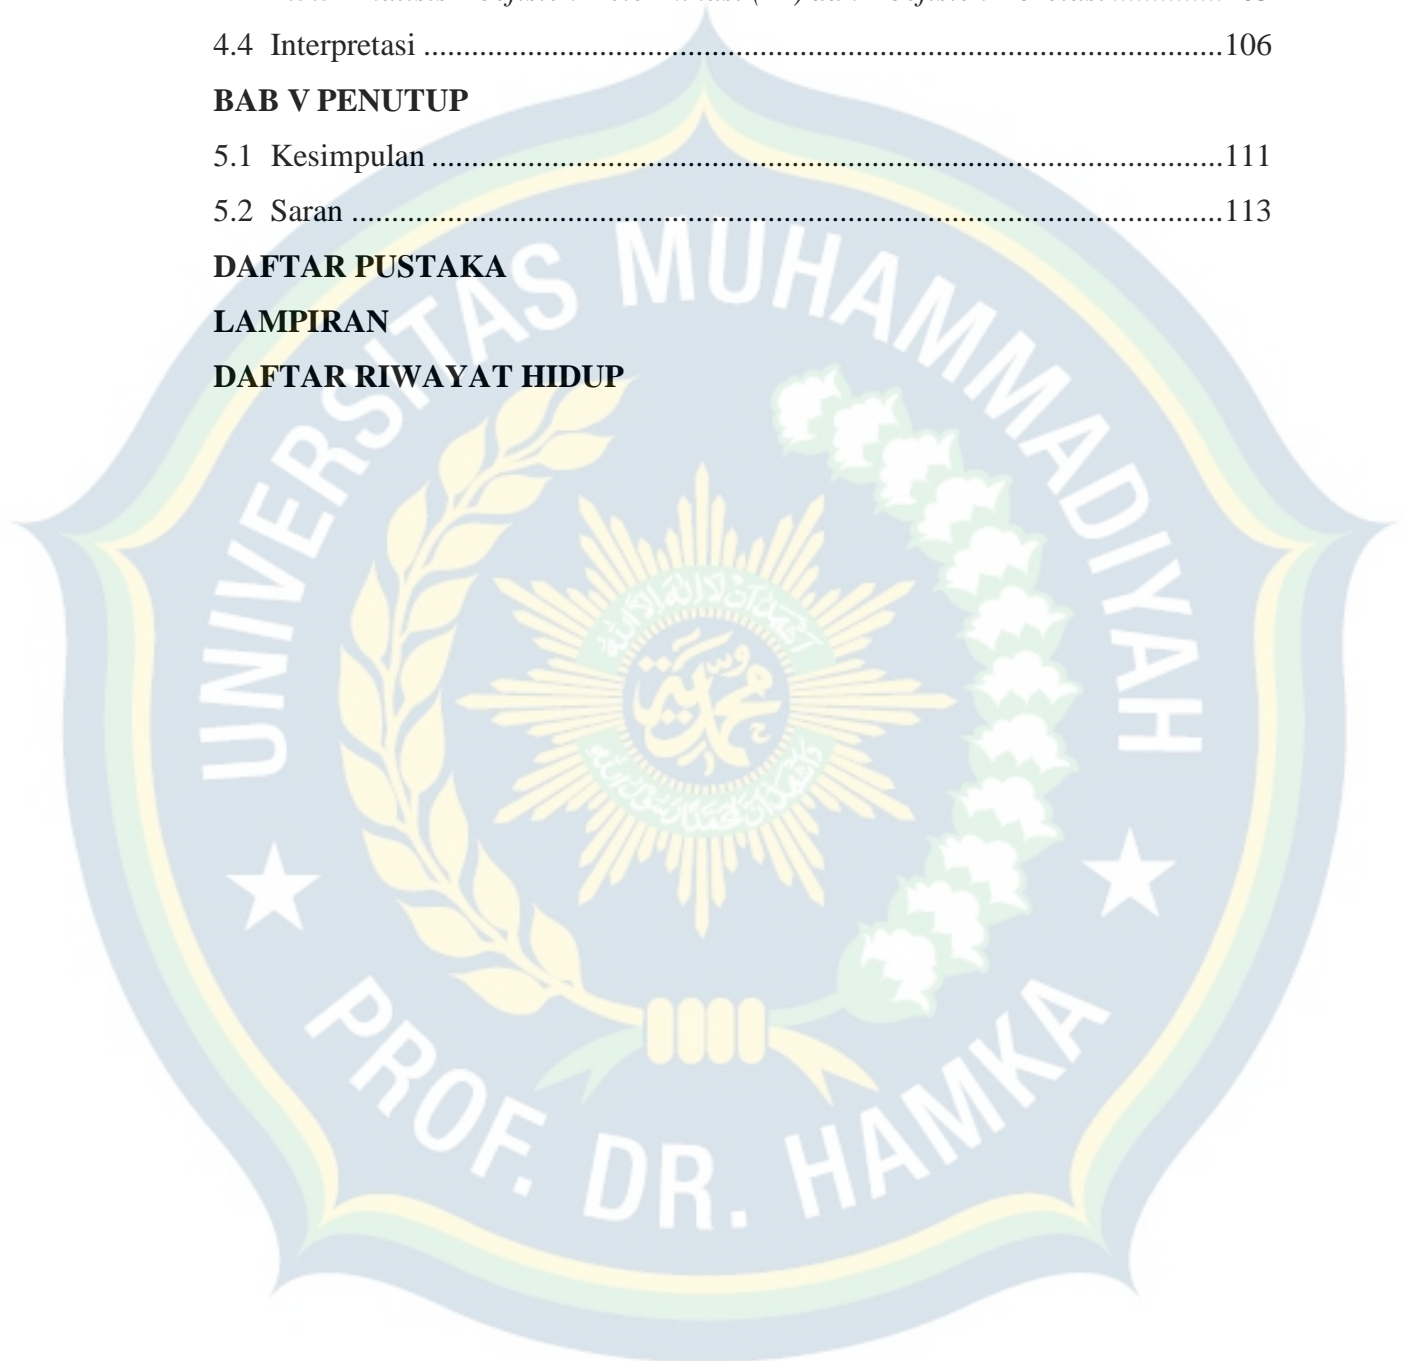 4.4 Interpretasi ........................................................................................................106
BAB V PENUTUP
5.1 Kesimpulan ......................................................................................................111
5.2 Saran ...............................................................................................................113
DAFTAR PUSTAKA
LAMPIRAN
DAFTAR RIWAYAT HIDUP
UNIVERSITAS MUHAMMADIYAH
محمدية
PROF. DR. HAMKA